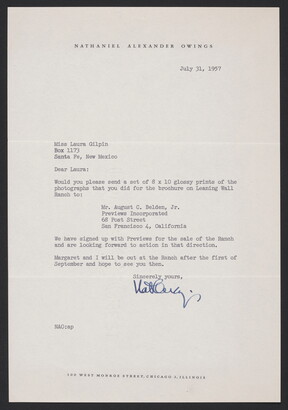 NATHANIEL ALEXANDER OWINGS
July 31, 1957
Miss Laura Gilpin
Box 1173
Santa Fe, New Mexico
Dear Laura:
Would you please send a set of 8 x 10 glossy prints of the
photographs that you did for the brochure on Leaning Wall
Ranch to:
Mr. August C. Belden, Jr.
Previews Incorporated
68 Post Street
San Francisco 4, California
We have signed up with Previews for the sale of the Ranch
and are looking forward to action in that direction.
Margaret and I will be out at the Ranch after the first of
September and hope to see you then.
Sincerely yours,
NAO:ep
100 WEST MONROE STREET, CHICAGO 3, ILLINOIS